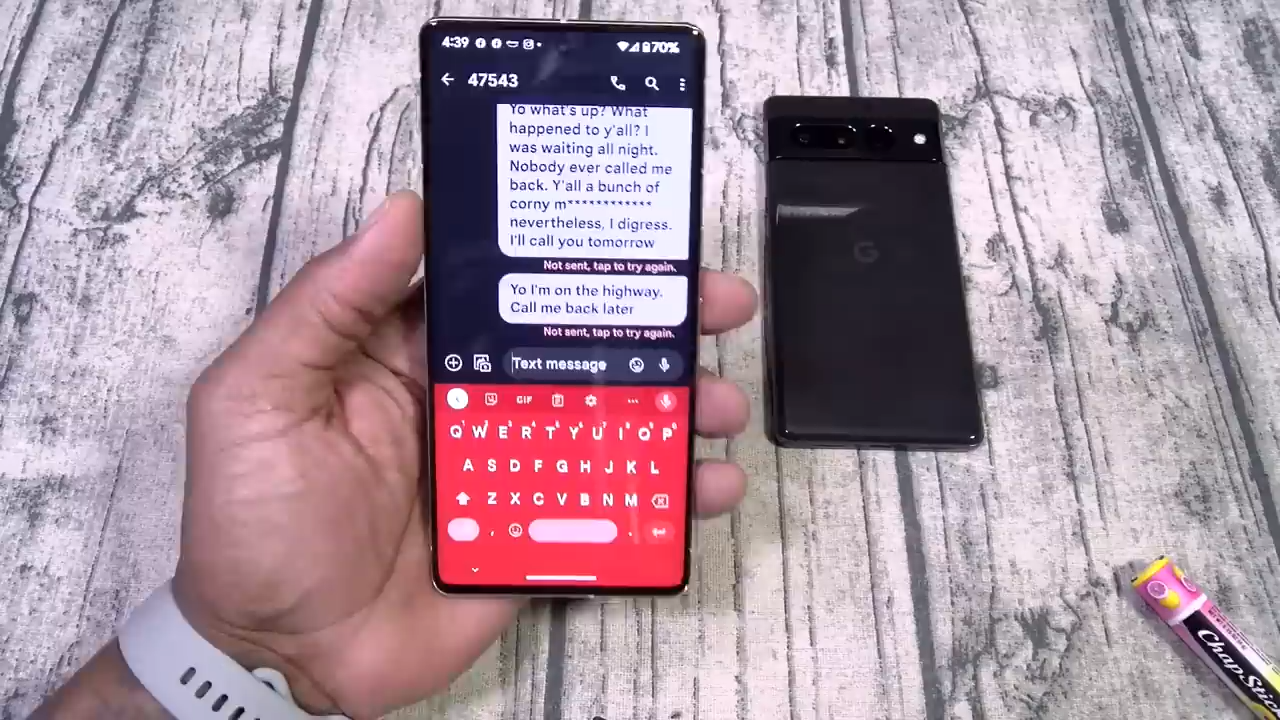 4:39
70%
47543
Yo what's up? What
happened to y'all? I
was waiting all night.
Nobody ever called me
back. Y'all a bunch of
corny m************
nevertheless, I digress.
I'll call you tomorrow
Not sent, tap to try again.
Yo I'm on the highway.
Call me back later
Not sent, tap to try again.
Text message
GIF
Q W E R T Y U I O P
A S D F G H J K L
Z X C V B N M
G
ChapStic